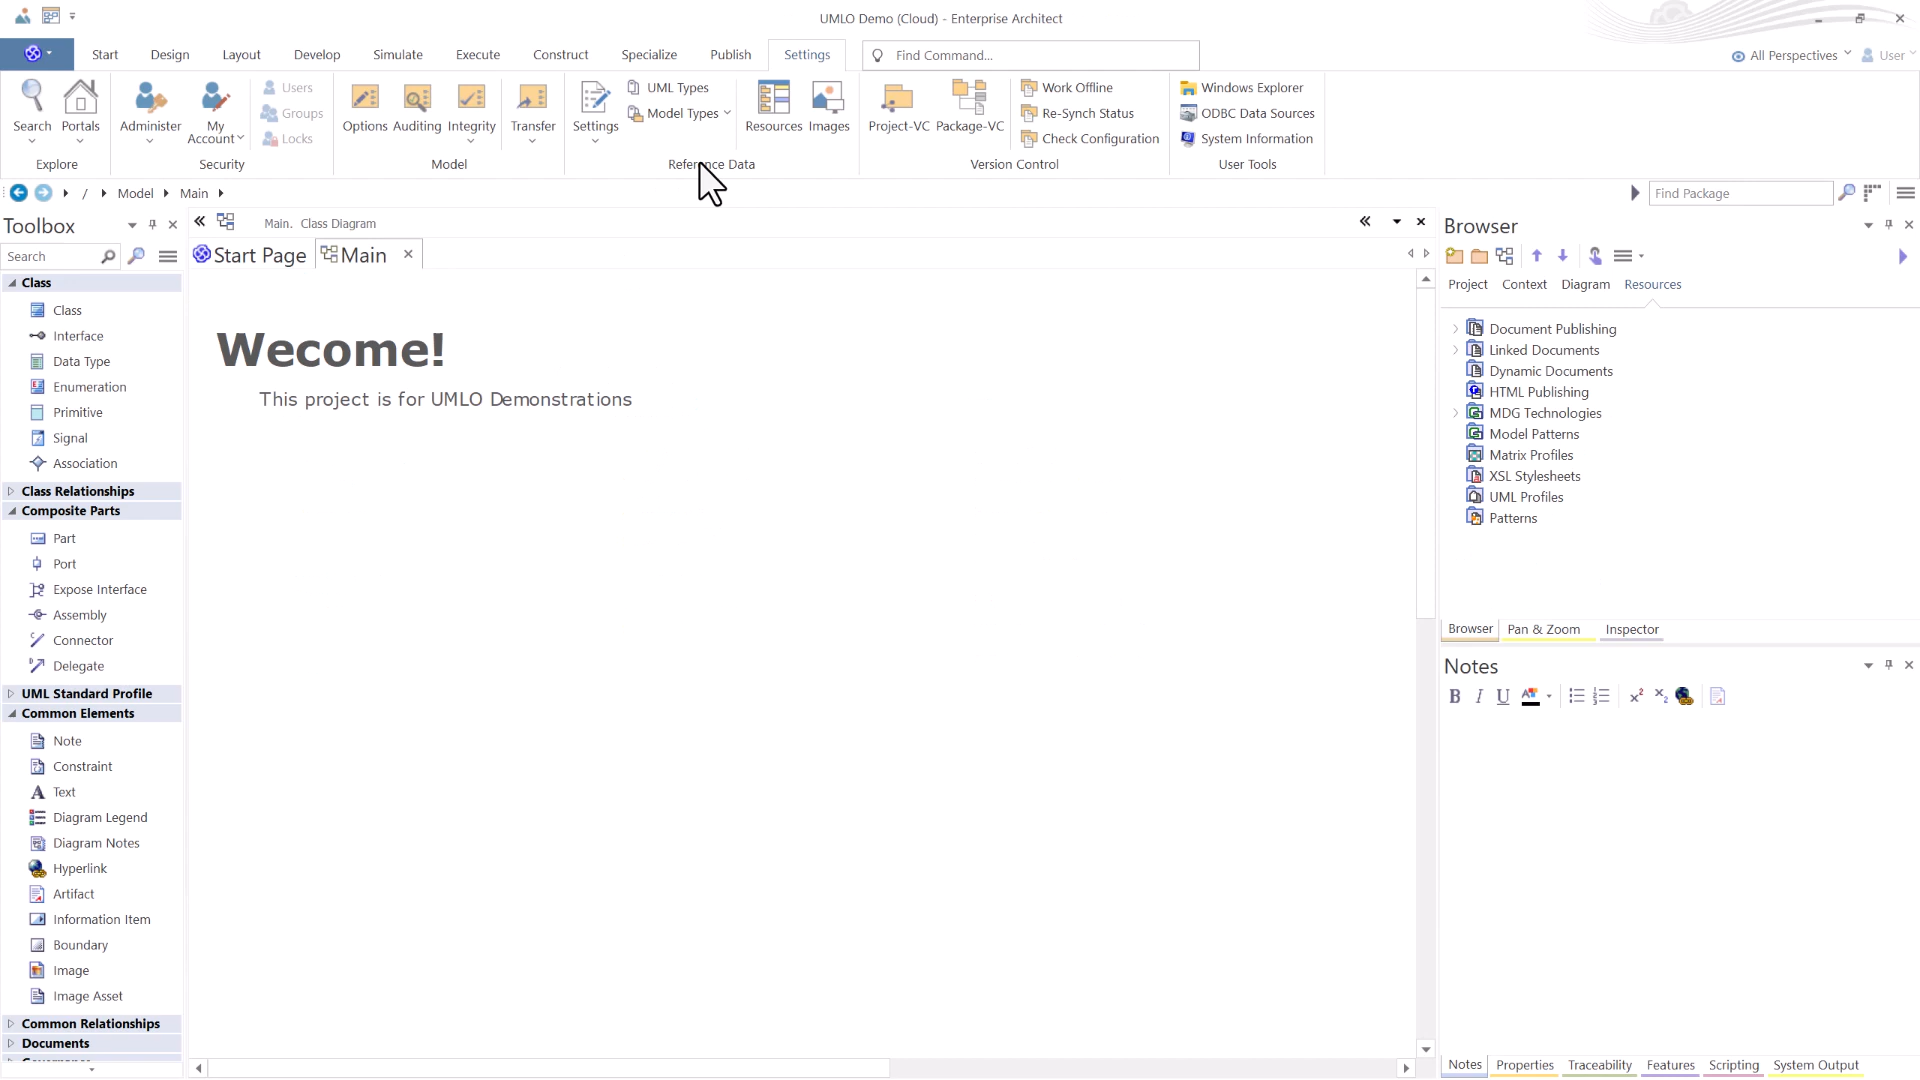 UMLO Demo (Cloud) - Enterprise Architect
Start
Design
Layout
Develop
Simulate
Execute
Construct
Specialize
Publish
Settings
Find Command...
All Perspectives
User
Search
Portals
Explore
Administer
My Account
Users
Groups
Locks
Security
Options
Auditing
Integrity
Transfer
Model
Settings
UML Types
Model Types
Resources
Images
Reference Data
Project-VC
Package-VC
Work Offline
Re-Synch Status
Check Configuration
Version Control
Windows Explorer
ODBC Data Sources
System Information
User Tools
/
Model
Main
Find Package
Toolbox
Search
Class
Class
Interface
Data Type
Enumeration
Primitive
Signal
Association
Class Relationships
Composite Parts
Part
Port
Expose Interface
Assembly
Connector
Delegate
UML Standard Profile
Common Elements
Note
Constraint
Text
Diagram Legend
Diagram Notes
Hyperlink
Artifact
Information Item
Boundary
Image
Image Asset
Common Relationships
Documents
Main. Class Diagram
Start Page
Main
Wecome!
This project is for UMLO Demonstrations
Browser
Project
Context
Diagram
Resources
Document Publishing
Linked Documents
Dynamic Documents
HTML Publishing
MDG Technologies
Model Patterns
Matrix Profiles
XSL Stylesheets
UML Profiles
Patterns
Browser
Pan & Zoom
Inspector
Notes
B I U
Notes
Properties
Traceability
Features
Scripting
System Output